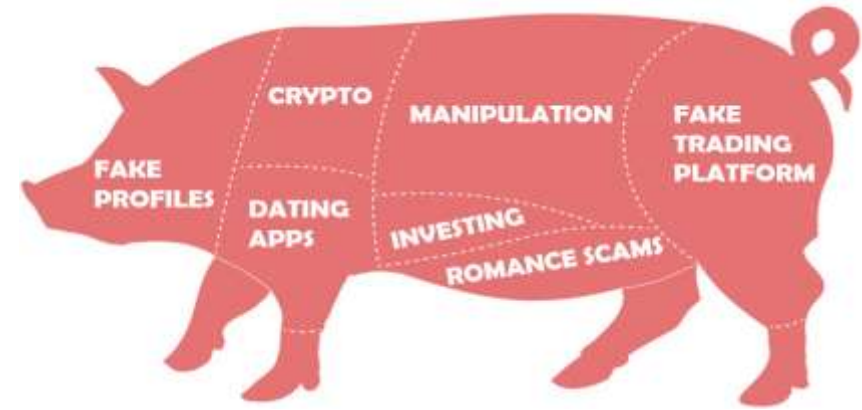 FAKE
PROFILES
CRYPTO
DATING
APPS
MANIPULATION
INVESTING
ROMANCE SCAMS
FAKE
TRADING
PLATFORM